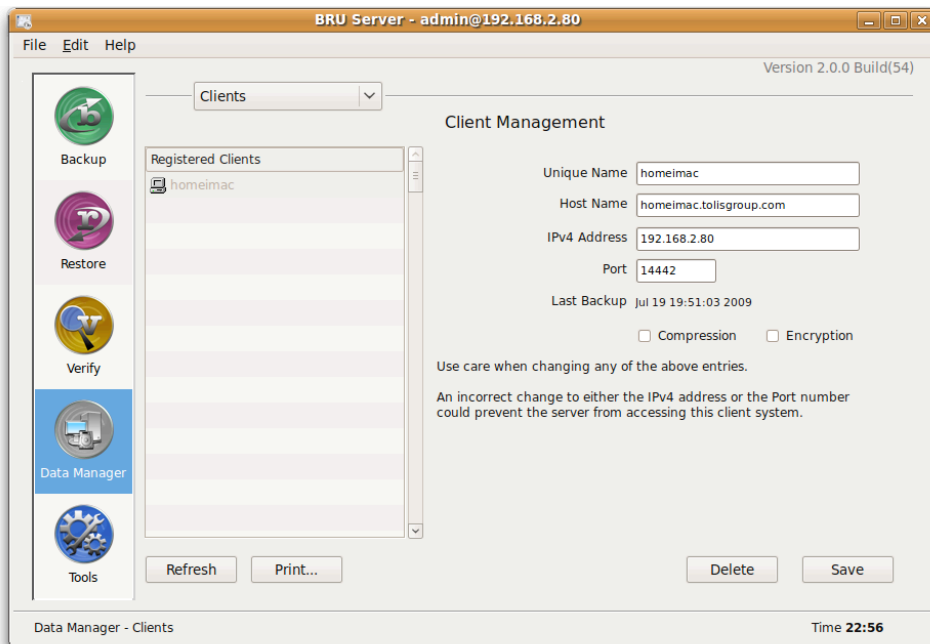 BRU Server - admin@192.168.2.80
File Edit Help
Version 2.0.0 Build(54)
Clients
Client Management
Backup
Registered Clients
homeimac
Unique Name homeimac
Host Name homeimac.tolisgroup.com
IPv4 Address 192.168.2.80
Restore
Port 14442
Last Backup Jul 19 19:51:03 2009
Compression Encryption
Verify
Use care when changing any of the above entries.
An incorrect change to either the IPv4 address or the Port number
could prevent the server from accessing this client system.
Data Manager
Tools
Refresh Print... Delete Save
Data Manager - Clients Time 22:56